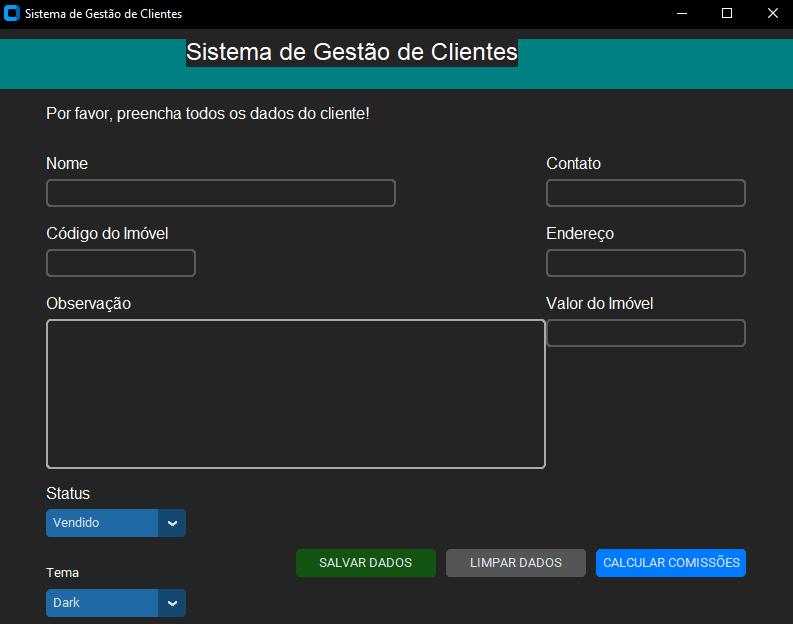 Sistema de Gestão de Clientes
Sistema de Gestão de Clientes
Por favor, preencha todos os dados do cliente!
Nome
Contato
Código do Imóvel
Endereço
Observação
Valor do Imóvel
Status
Vendido
SALVAR DADOS
LIMPAR DADOS
CALCULAR COMISSÕES
Tema
Dark